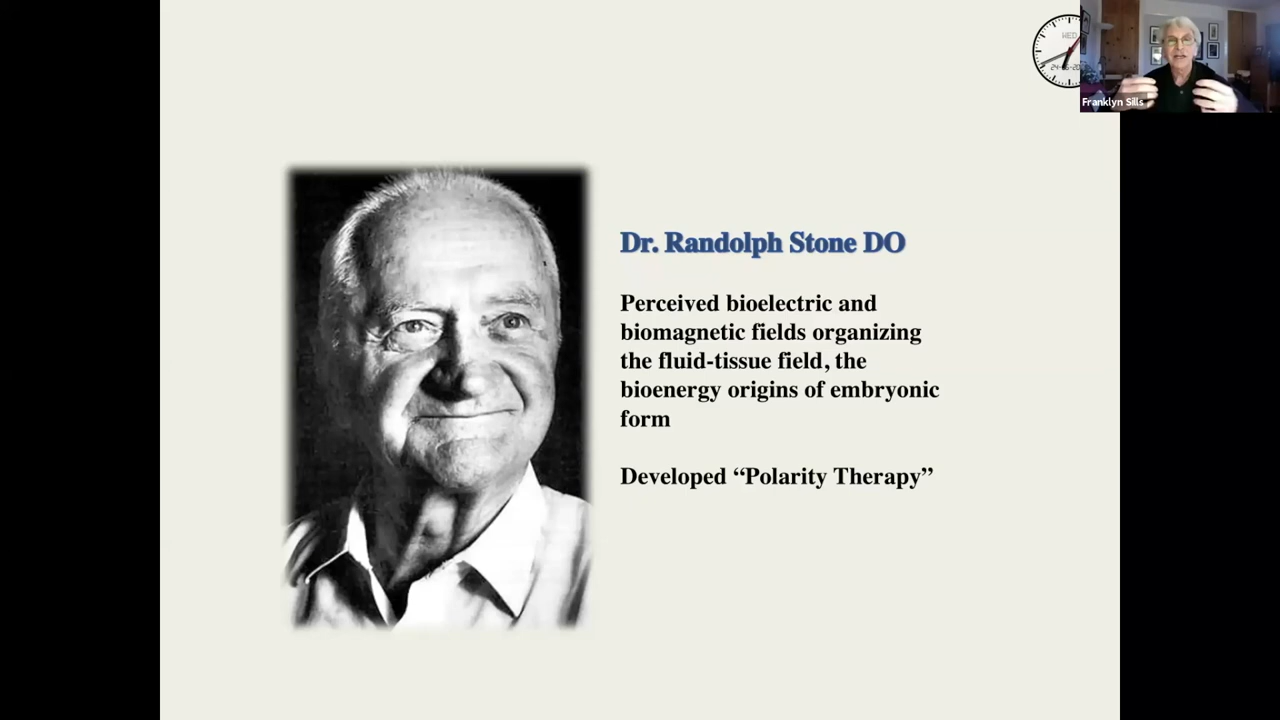 WED
Franklyn Sills
Dr. Randolph Stone DO
Perceived bioelectric and
biomagnetic fields organizing
the fluid-tissue field, the
bioenergy origins of embryonic
form
Developed “Polarity Therapy”